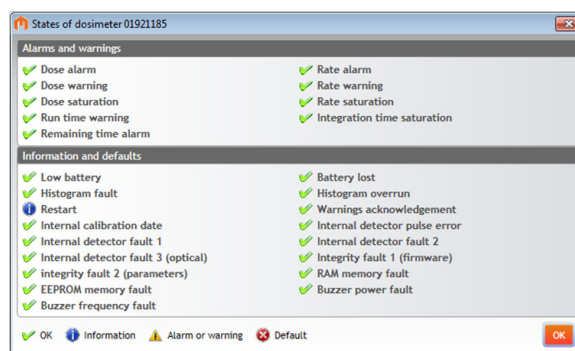 States of dosimeter 01921185
Alarms and warnings
Dose alarm
Rate alarm
Dose warning
Rate warning
Dose saturation
Rate saturation
Run time warning
Integration time saturation
Remaining time alarm
Information and defaults
Low battery
Battery lost
Histogram fault
Histogram overrun
Restart
Warnings acknowledgement
Internal calibration date
Internal detector pulse error
Internal detector fault 1
Internal detector fault 2
Internal detector fault 3 (optical)
Integrity fault 1 (firmware)
integrity fault 2 (parameters)
RAM memory fault
EEPROM memory fault
Buzzer power fault
Buzzer frequency fault
OK Information Alarm or warning Default OK